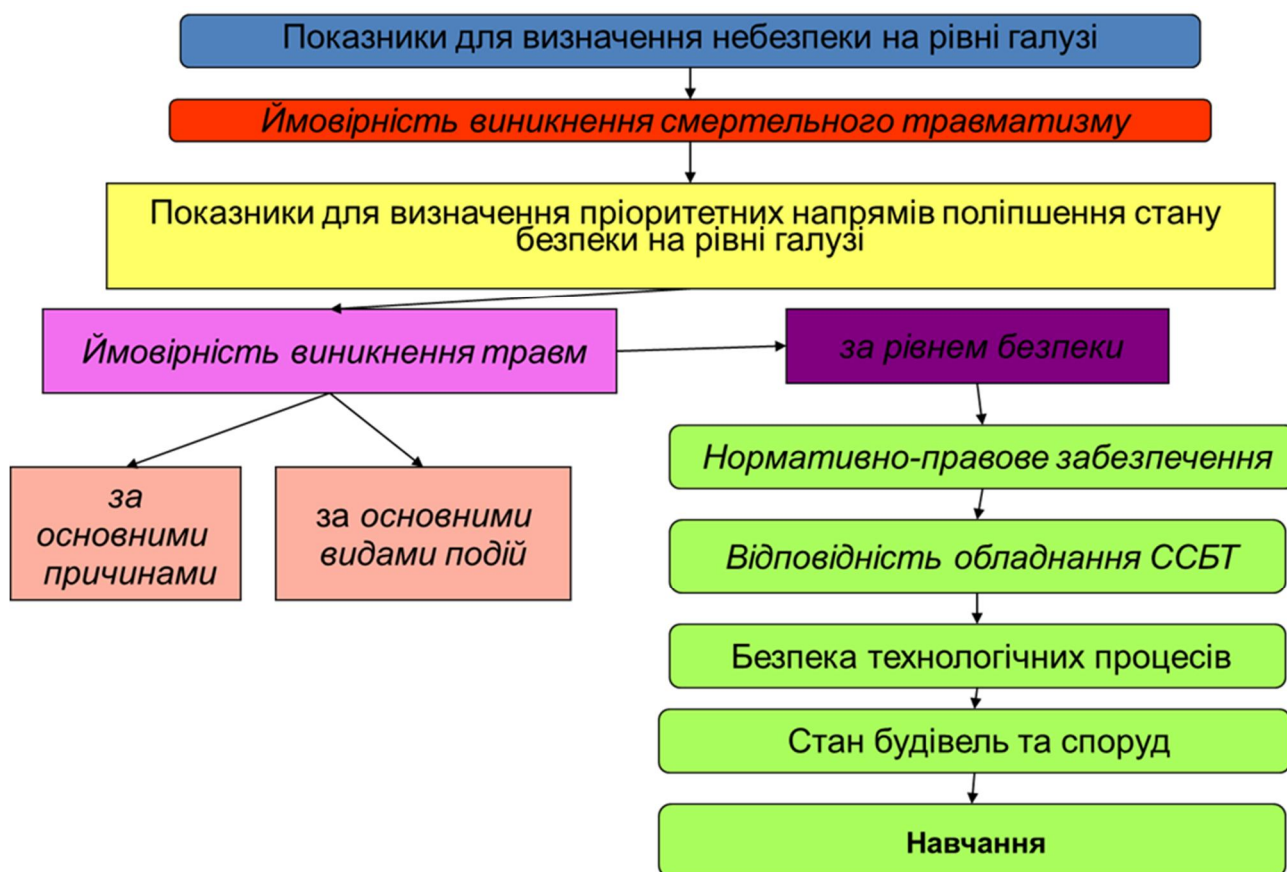 Показники для визначення небезпеки на рівні галузі
Ймовірність виникнення смертельного травматизму
Показники для визначення пріоритетних напрямів поліпшення стану
безпеки на рівні галузі
Ймовірність виникнення травм
за рівнем безпеки
за
основними
причинами
за основними
видами подій
Нормативно-правове забезпечення
Відповідність обладнання ССБТ
Безпека технологічних процесів
Стан будівель та споруд
Навчання